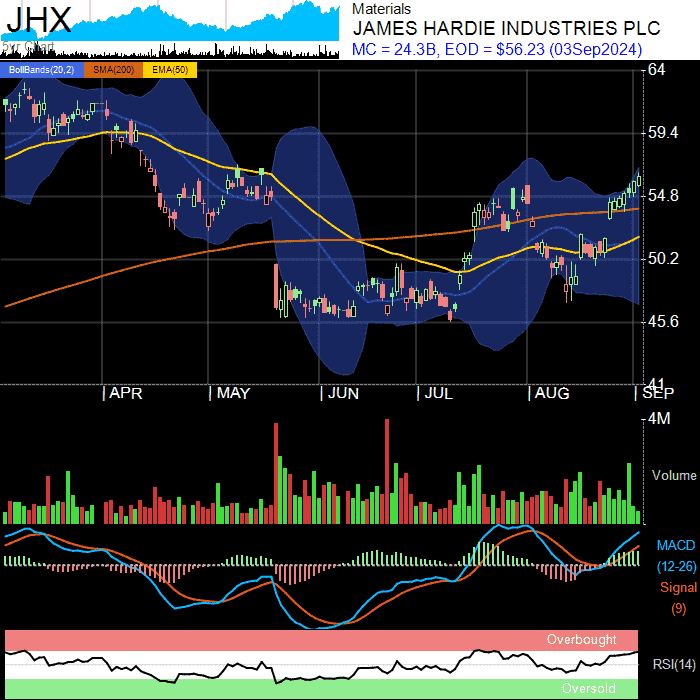 JHX
5yr Chart
Materials
JAMES HARDIE INDUSTRIES PLC
MC = 24.3B, EOD = $56.23 (03Sep2024)
BollBands(20,2) SMA(200) EMA(50)
64
59.4
54.8
50.2
45.6
41
APR MAY JUN JUL AUG SEP
4M
Volume
MACD
(12-26)
Signal
(9)
Overbought
RSI(14)
Oversold